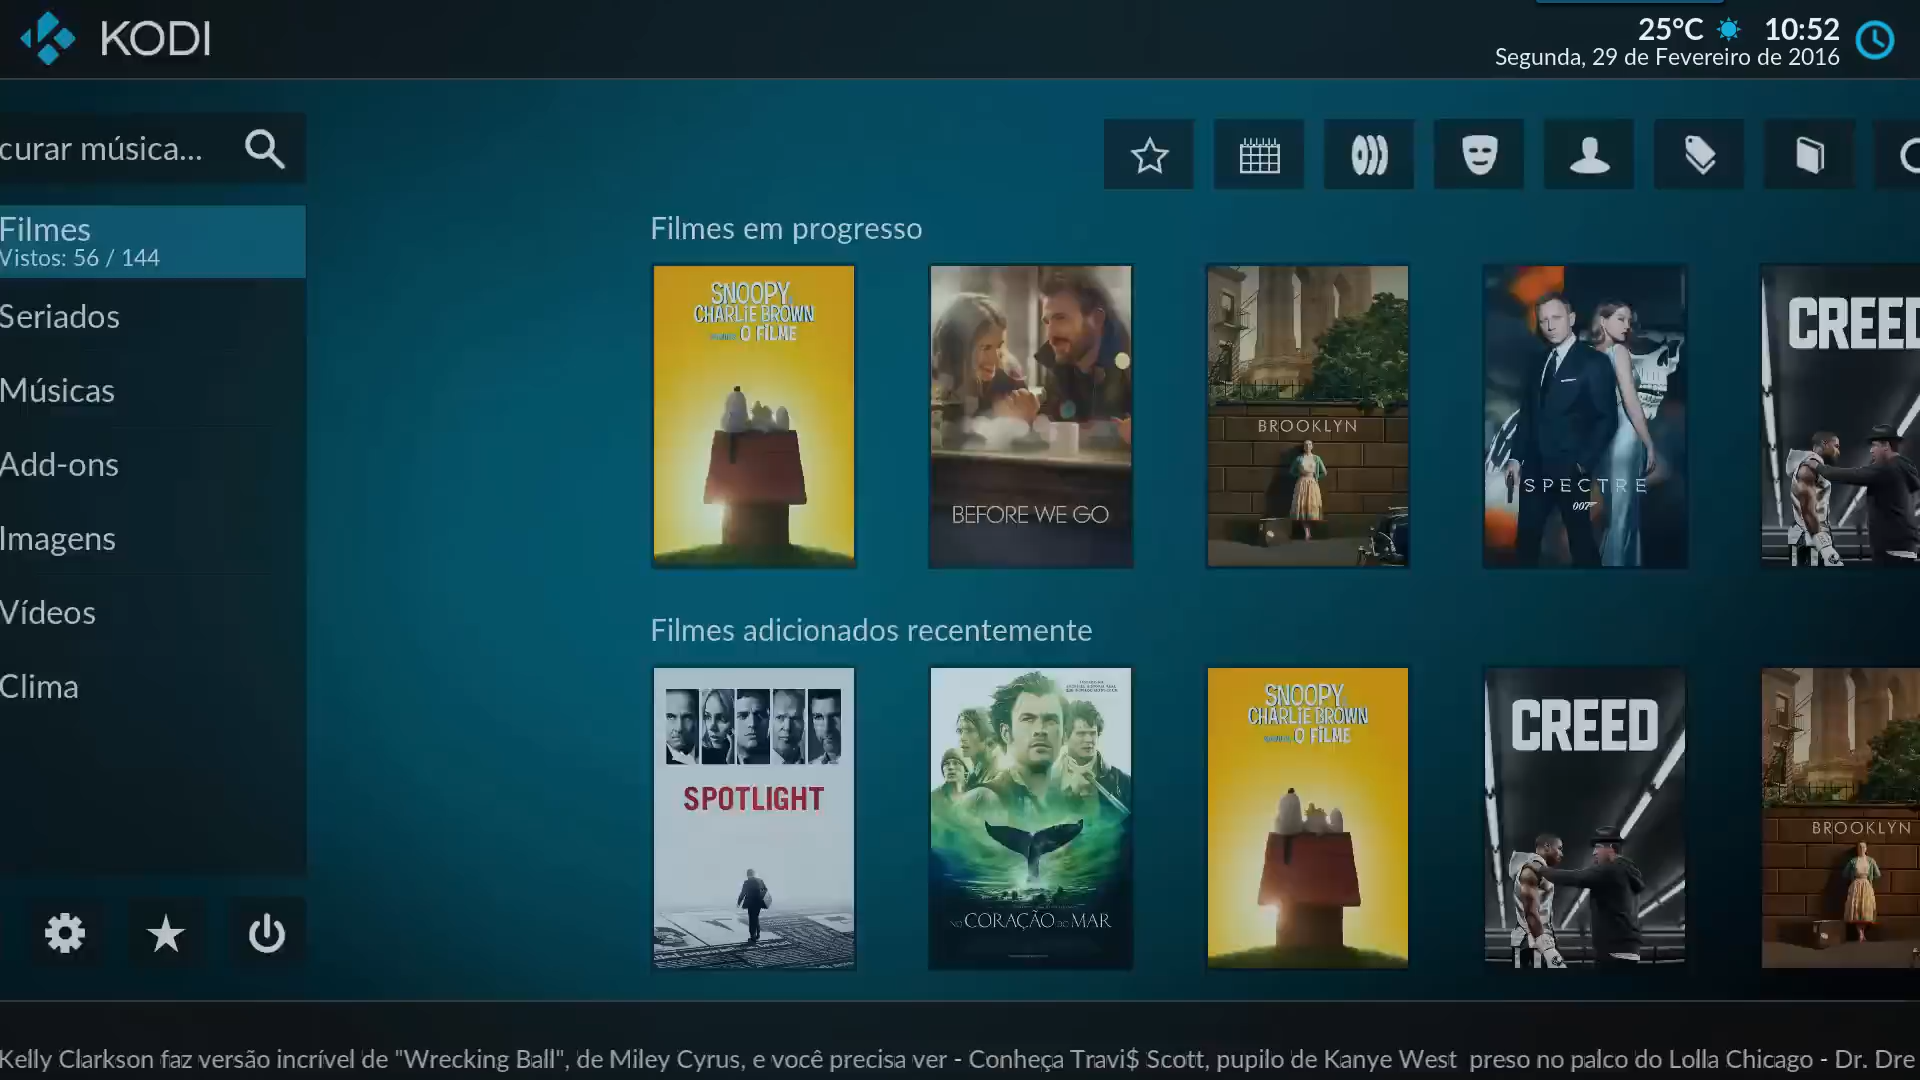 KODI
25°C 10:52
Segunda, 29 de Fevereiro de 2016
curar música...
Filmes
Vistos: 56 / 144
Seriados
Músicas
Add-ons
Imagens
Vídeos
Clima
Filmes em progresso
SNOOPY,
CHARLIE BROWN
O FILME
BEFORE WE GO
BROOKLYN
SPECTRE
007
CREED
Filmes adicionados recentemente
SPOTLIGHT
NO CORAÇÃO DO MAR
SNOOPY,
CHARLIE BROWN
O FILME
CREED
BROOKLYN
Kelly Clarkson faz versão incrível de "Wrecking Ball", de Miley Cyrus, e você precisa ver - Conheça Travi$ Scott, pupilo de Kanye West preso no palco do Lolla Chicago - Dr. Dre